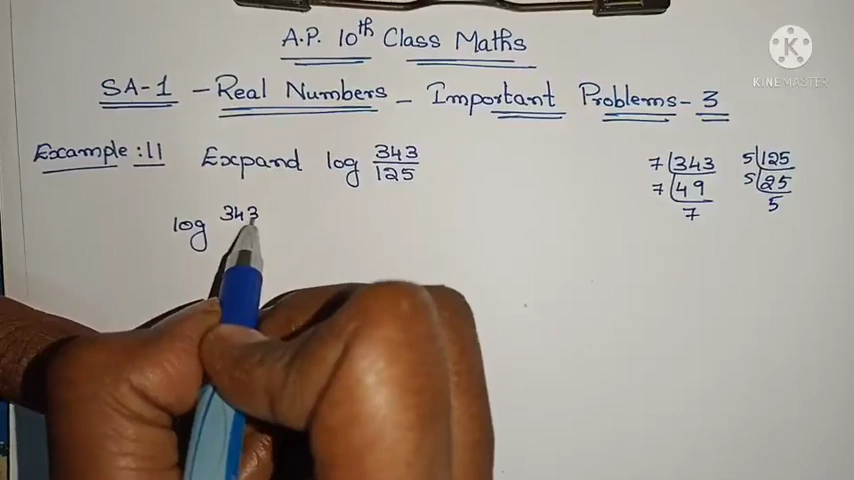 A.P. 10th Class Maths
SA-1 - Real Numbers - Important Problems - 3
Example : 11 Expand log 343/125
7 | 343
7 | 49
7
5 | 125
5 | 25
5
log 343
KINEMASTER